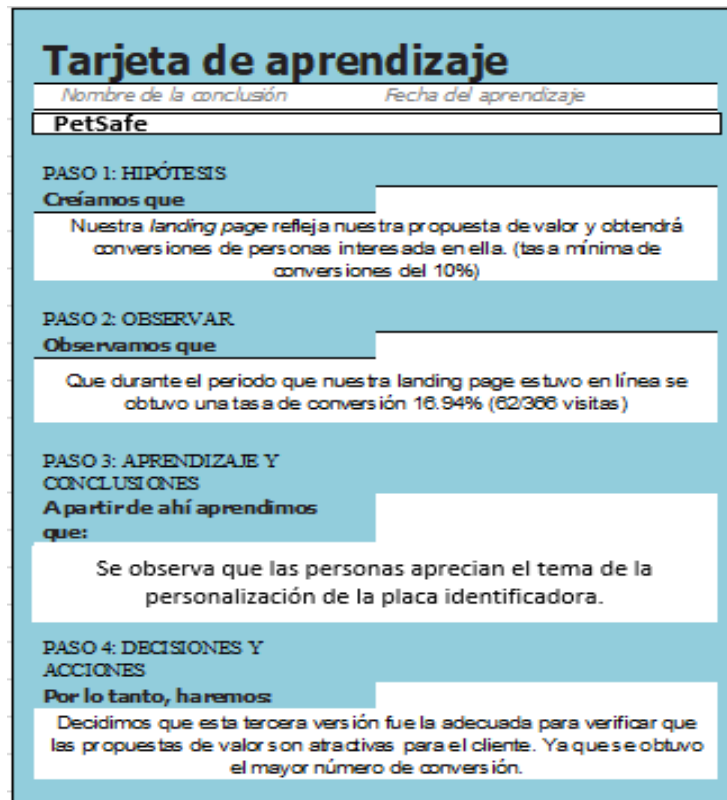 Tarjeta de aprendizaje
Nombre de la conclusión Fecha del aprendizaje
PetSafe
PASO 1: HIPÓTESIS
Creíamos que
Nuestra landing page refleja nuestra propuesta de valor y obtendrá
conversiones de personas interesada en ella. (tasa mínima de
conversiones del 10%)
PASO 2: OBSERVAR
Observamos que
Que durante el periodo que nuestra landing page estuvo en línea se
obtuvo una tasa de conversión 16.94% (62/366 visitas)
PASO 3: APRENDIZAJE Y
CONCLUSIONES
A partir de ahí aprendimos
que:
Se observa que las personas aprecian el tema de la
personalización de la placa identificadora.
PASO 4: DECISIONES Y
ACCIONES
Por lo tanto, haremos:
Decidimos que esta tercera versión fue la adecuada para verificar que
las propuestas de valor son atractivas para el cliente. Ya que se obtuvo
el mayor número de conversión.